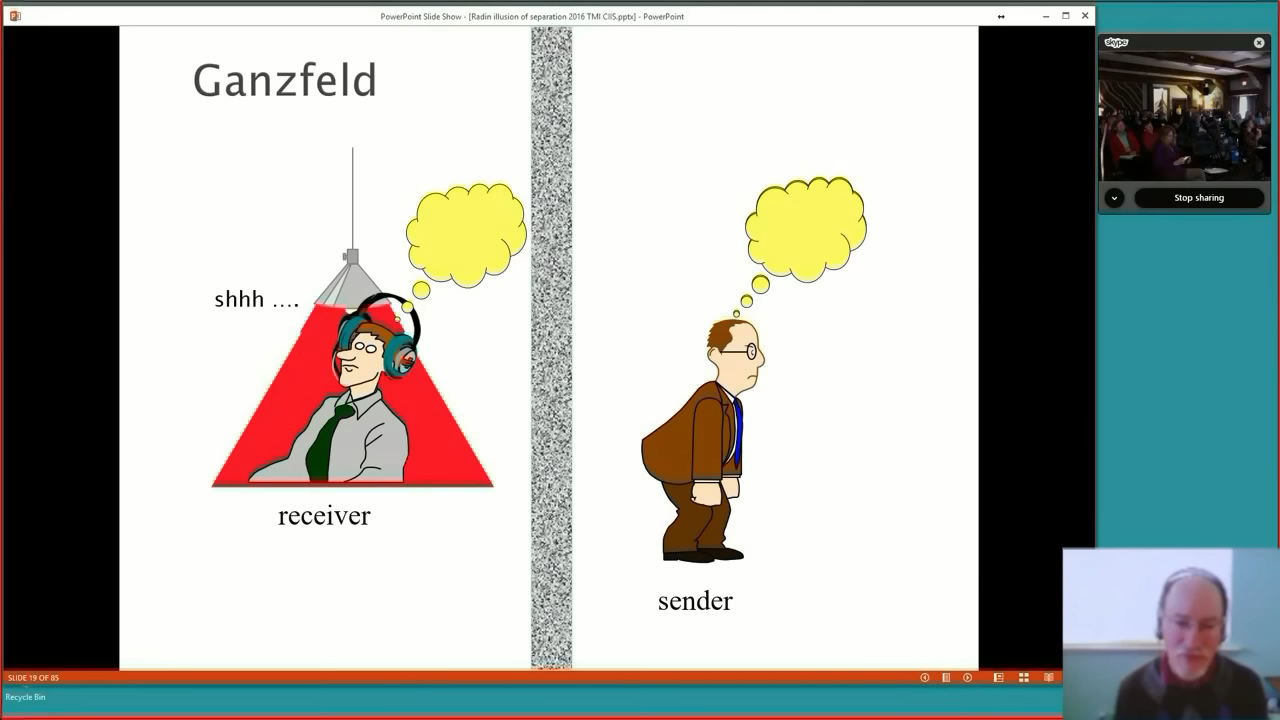 PowerPoint Slide Show - [Radin illusion of separation 2016 TMI CIIS.pptx] - PowerPoint
skype
Stop sharing
Ganzfeld
shhh ....
receiver
sender
SLIDE 19 OF 85
Recycle Bin